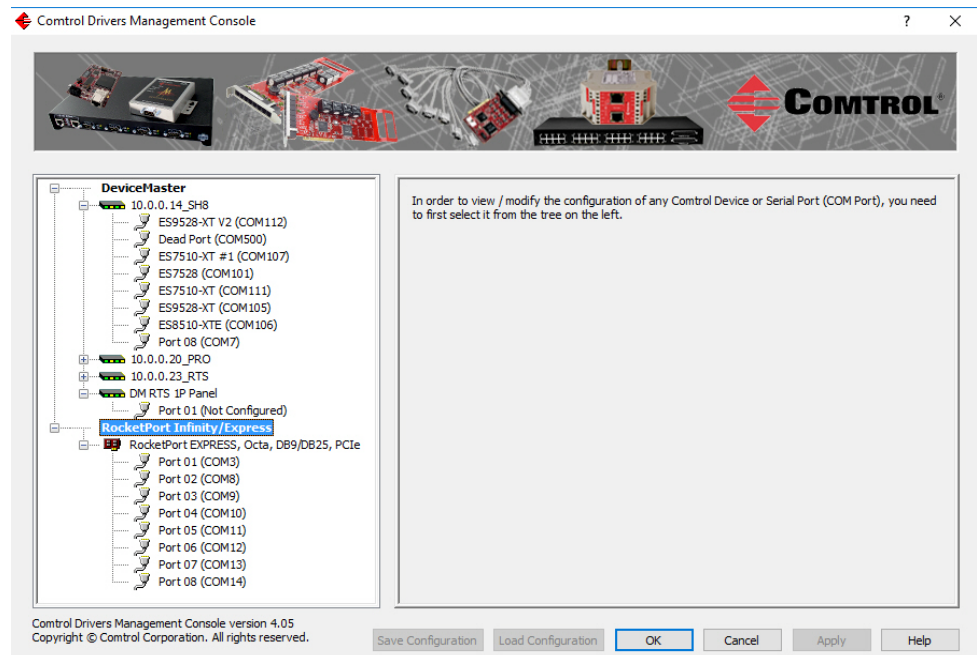 Comtrol Drivers Management Console
COMTROL
DeviceMaster
10.0.0.14_SH8
ES9528-XT V2 (COM112)
Dead Port (COM500)
ES7510-XT #1 (COM107)
ES7528 (COM101)
ES7510-XT (COM111)
ES9528-XT (COM105)
ES8510-XTE (COM106)
Port 08 (COM7)
10.0.0.20_PRO
10.0.0.23_RTS
DM RTS 1P Panel
Port 01 (Not Configured)
RocketPort Infinity/Express
RocketPort EXPRESS, Octa, DB9/DB25, PCIe
Port 01 (COM3)
Port 02 (COM8)
Port 03 (COM9)
Port 04 (COM10)
Port 05 (COM11)
Port 06 (COM12)
Port 07 (COM13)
Port 08 (COM14)
In order to view / modify the configuration of any Comtrol Device or Serial Port (COM Port), you need
to first select it from the tree on the left.
Comtrol Drivers Management Console version 4.05
Copyright © Comtrol Corporation. All rights reserved.
Save Configuration
Load Configuration
OK
Cancel
Apply
Help